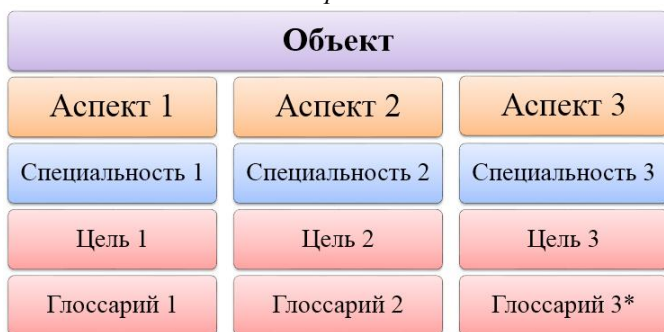 Объект
Аспект 1 Аспект 2 Аспект 3
Специальность 1 Специальность 2 Специальность 3
Цель 1 Цель 2 Цель 3
Глоссарий 1 Глоссарий 2 Глоссарий 3*